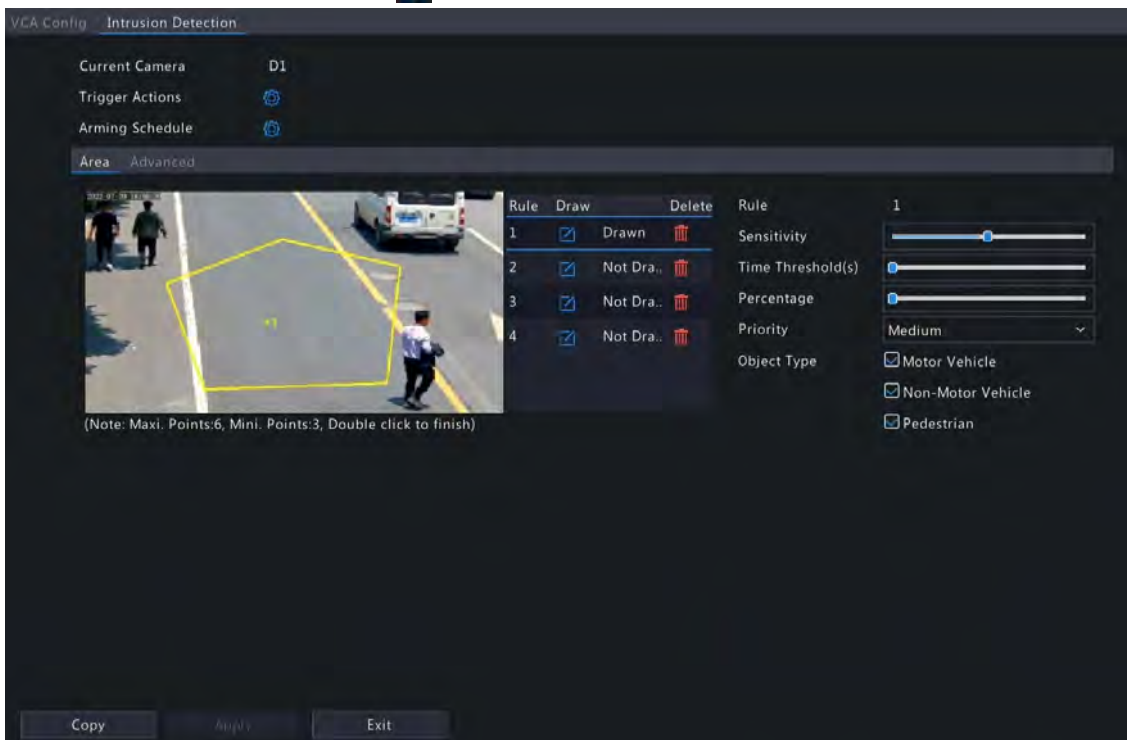 VCA Config Intrusion Detection
Current Camera D1
Trigger Actions
Arming Schedule
Area Advanced
Rule Draw Delete
1 Drawn
2 Not Dra..
3 Not Dra..
4 Not Dra..
*1
(Note: Maxi. Points:6, Mini. Points:3, Double click to finish)
Rule 1
Sensitivity
Time Threshold(s)
Percentage
Priority Medium
Object Type Motor Vehicle
Non-Motor Vehicle
Pedestrian
Copy Apply Exit